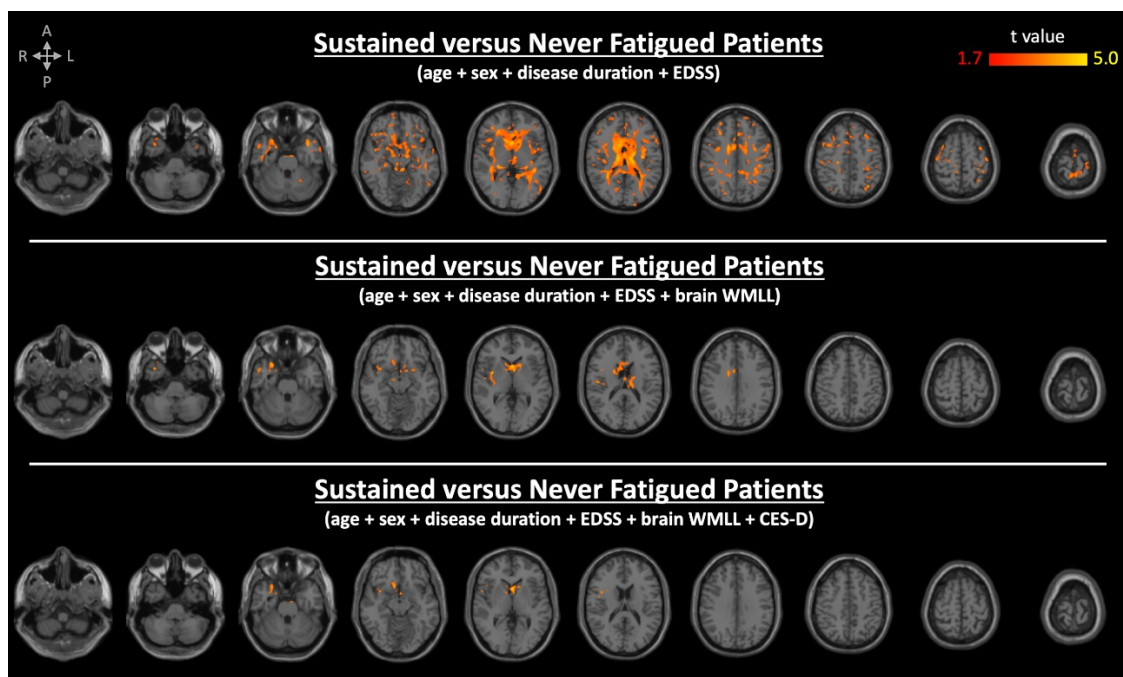 A
R L
P
Sustained versus Never Fatigued Patients
(age + sex + disease duration + EDSS)
t value
1.7 5.0
Sustained versus Never Fatigued Patients
(age + sex + disease duration + EDSS + brain WMLL)
Sustained versus Never Fatigued Patients
(age + sex + disease duration + EDSS + brain WMLL + CES-D)